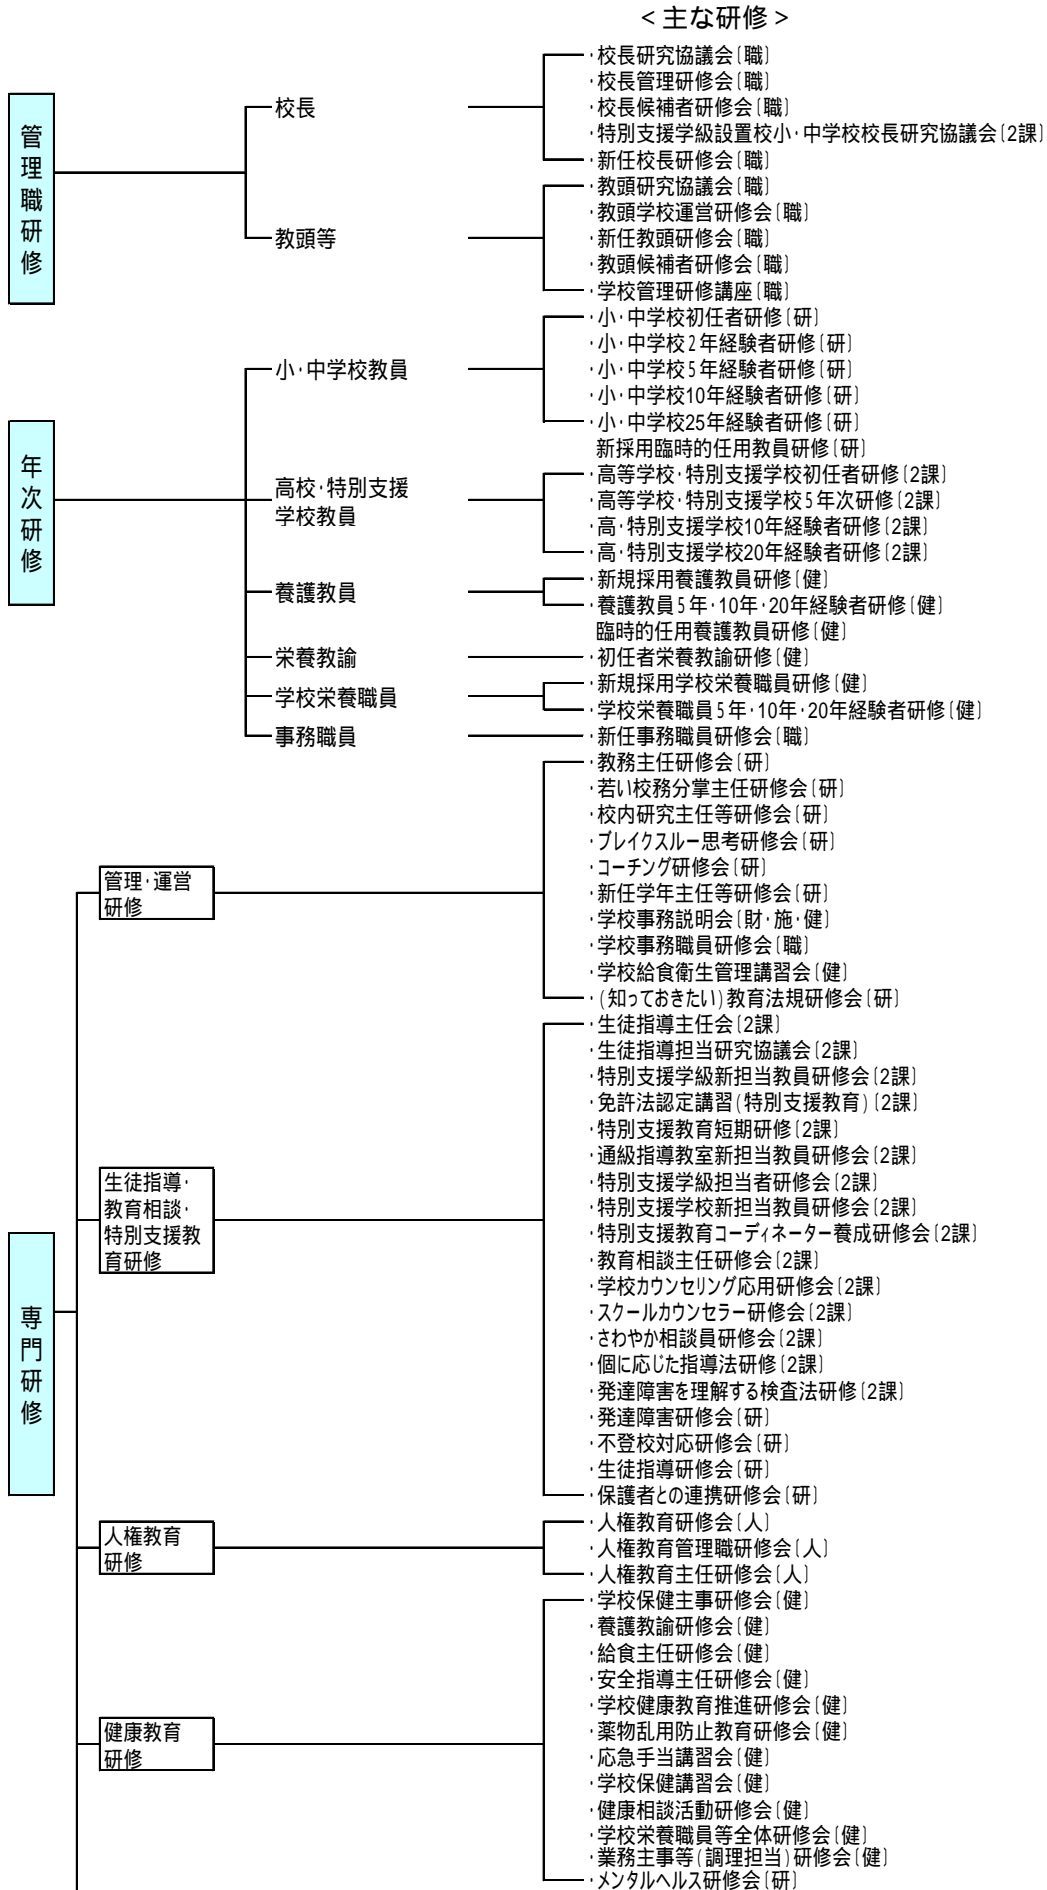 ＜主な研修＞
管理職研修
校長
・校長研究協議会〔職〕
・校長管理研修会〔職〕
・校長候補者研修会〔職〕
・特別支援学級設置校小・中学校校長研究協議会〔2課〕
・新任校長研修会〔職〕
教頭等
・教頭研究協議会〔職〕
・教頭学校運営研修会〔職〕
・新任教頭研修会〔職〕
・教頭候補者研修会〔職〕
・学校管理研修講座〔職〕
年次研修
小・中学校教員
・小・中学校初任者研修〔研〕
・小・中学校2年経験者研修〔研〕
・小・中学校5年経験者研修〔研〕
・小・中学校10年経験者研修〔研〕
・小・中学校25年経験者研修〔研〕
新採用臨時的任用教員研修〔研〕
高校・特別支援
学校教員
・高等学校・特別支援学校初任者研修〔2課〕
・高等学校・特別支援学校5年次研修〔2課〕
・高・特別支援学校10年経験者研修〔2課〕
・高・特別支援学校20年経験者研修〔2課〕
養護教員
・新規採用養護教員研修〔健〕
・養護教員5年・10年・20年経験者研修〔健〕
臨時的任用養護教員研修〔健〕
栄養教諭
・初任者栄養教諭研修〔健〕
学校栄養職員
・新規採用学校栄養職員研修〔健〕
・学校栄養職員5年・10年・20年経験者研修〔健〕
事務職員
・新任事務職員研修会〔職〕
専門研修
管理・運営
研修
・教務主任研修会〔研〕
・若い校務分掌主任研修会〔研〕
・校内研究主任等研修会〔研〕
・ブレイクスルー思考研修会〔研〕
・コーチング研修会〔研〕
・新任学年主任等研修会〔研〕
・学校事務説明会〔財・施・健〕
・学校事務職員研修会〔職〕
・学校給食衛生管理講習会〔健〕
・(知っておきたい)教育法規研修会〔研〕
生徒指導・
教育相談・
特別支援教
育研修
・生徒指導主任会〔2課〕
・生徒指導担当研究協議会〔2課〕
・特別支援学級新担当教員研修会〔2課〕
・免許法認定講習(特別支援教育)〔2課〕
・特別支援教育短期研修〔2課〕
・通級指導教室新担当教員研修会〔2課〕
・特別支援学級担当者研修会〔2課〕
・特別支援学校新担当教員研修会〔2課〕
・特別支援教育コーディネーター養成研修会〔2課〕
・教育相談主任研修会〔2課〕
・学校カウンセリング応用研修会〔2課〕
・スクールカウンセラー研修会〔2課〕
・さわやか相談員研修会〔2課〕
・個に応じた指導法研修〔2課〕
・発達障害を理解する検査法研修〔2課〕
・発達障害研修会〔研〕
・不登校対応研修会〔研〕
・生徒指導研修会〔研〕
・保護者との連携研修会〔研〕
人権教育
研修
・人権教育研修会〔人〕
・人権教育管理職研修会〔人〕
・人権教育主任研修会〔人〕
健康教育
研修
・学校保健主事研修会〔健〕
・養護教諭研修会〔健〕
・給食主任研修会〔健〕
・安全指導主任研修会〔健〕
・学校健康教育推進研修会〔健〕
・薬物乱用防止教育研修会〔健〕
・応急手当講習会〔健〕
・学校保健講習会〔健〕
・健康相談活動研修会〔健〕
・学校栄養職員等全体研修会〔健〕
・業務主事等(調理担当)研修会〔健〕
・メンタルヘルス研修会〔研〕